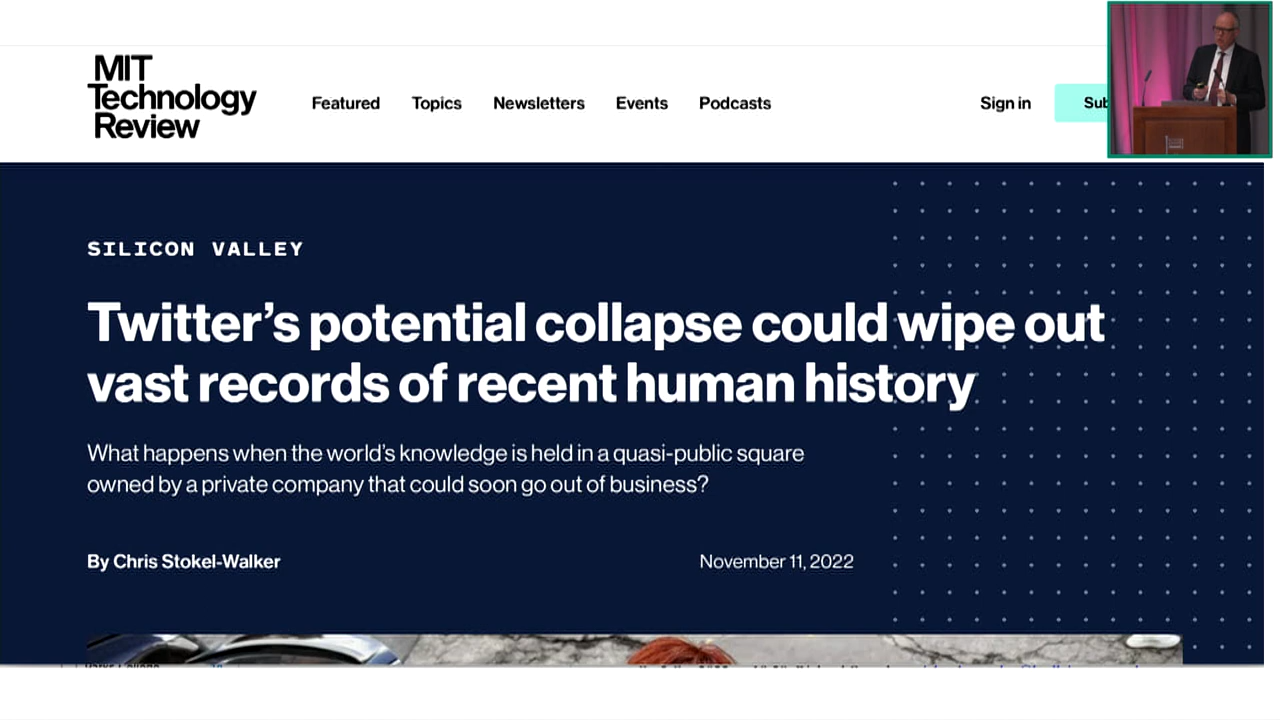 MIT
Technology
Review
Featured Topics Newsletters Events Podcasts Sign in
SILICON VALLEY
Twitter’s potential collapse could wipe out
vast records of recent human history
What happens when the world’s knowledge is held in a quasi-public square
owned by a private company that could soon go out of business?
By Chris Stokel-Walker November 11, 2022